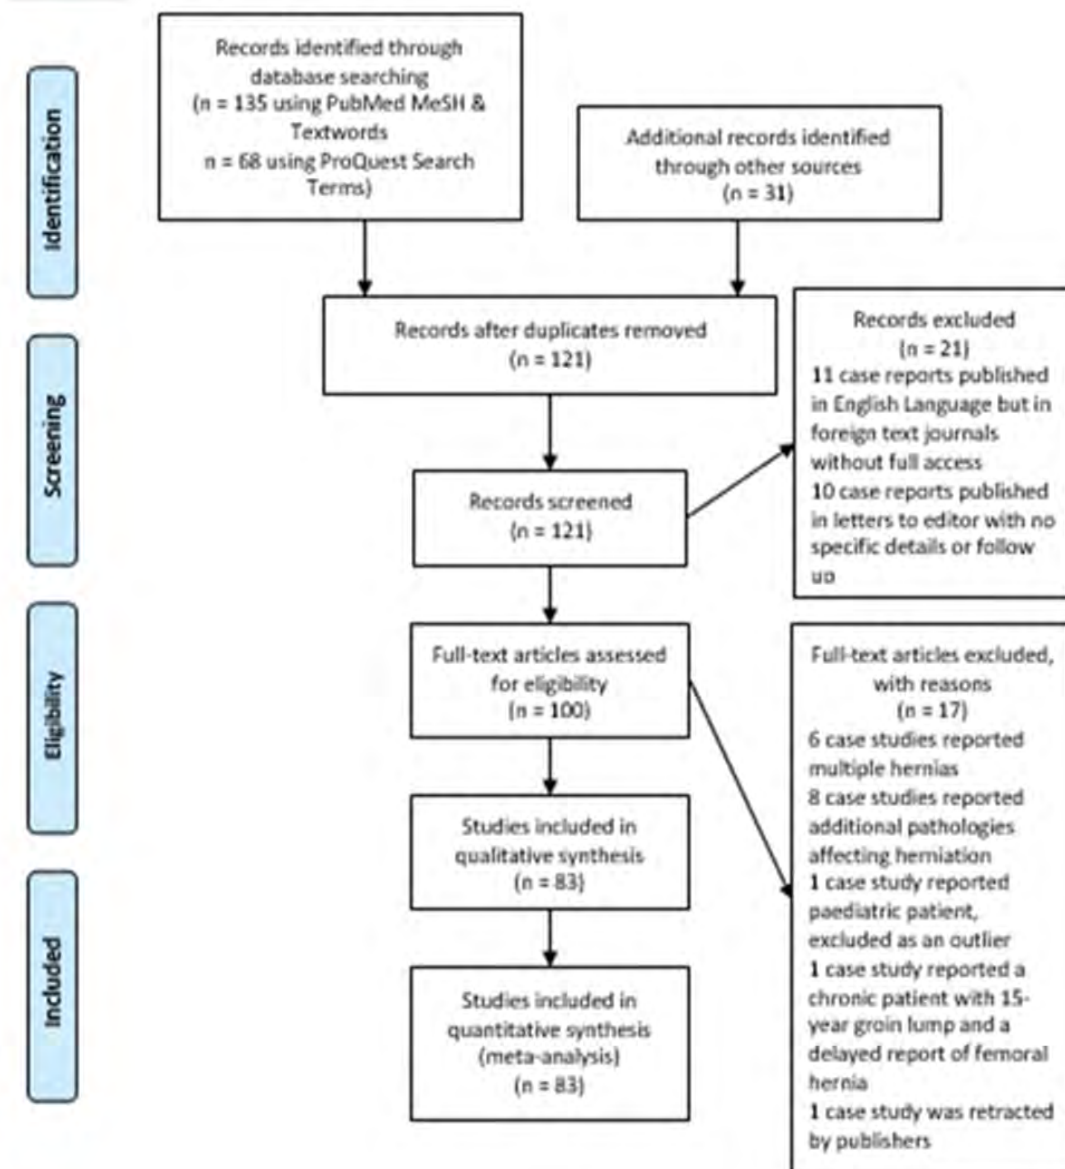 Identification
Records identified through
database searching
(n = 135 using PubMed MeSH &
Textwords
n = 68 using ProQuest Search
Terms)
Additional records identified
through other sources
(n = 31)
Records after duplicates removed
(n = 121)
Screening
Records screened
(n = 121)
Records excluded
(n = 21)
11 case reports published
in English Language but in
foreign text journals
without full access
10 case reports published
in letters to editor with no
specific details or follow
up
Eligibility
Full-text articles assessed
for eligibility
(n = 100)
Full-text articles excluded,
with reasons
(n = 17)
6 case studies reported
multiple hernias
8 case studies reported
additional pathologies
affecting herniation
1 case study reported
paediatric patient,
excluded as an outlier
1 case study reported a
chronic patient with 15-
year groin lump and a
delayed report of femoral
hernia
1 case study was retracted
by publishers
Studies included in
qualitative synthesis
(n = 83)
Included
Studies included in
quantitative synthesis
(meta-analysis)
(n = 83)